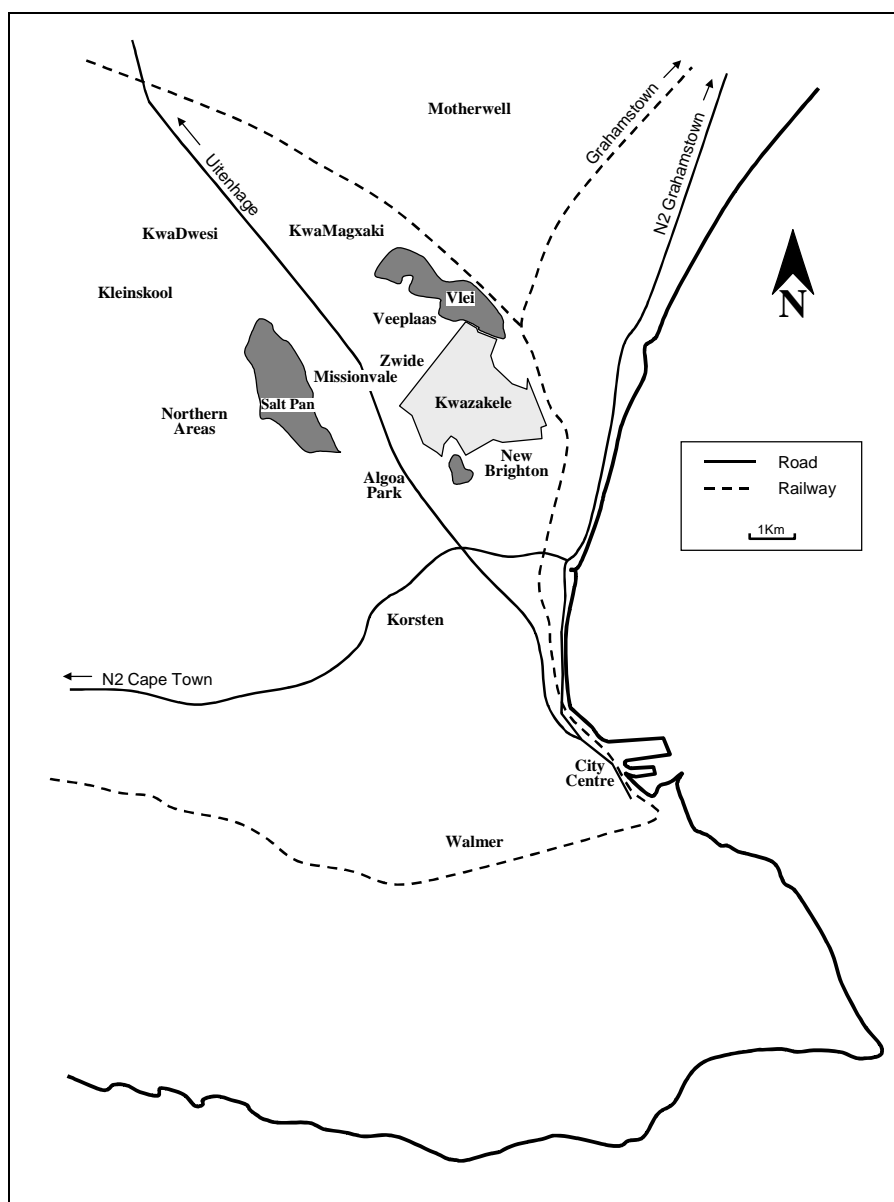 Motherwell
Grahamstown
N2 Grahamstown
Uitenhage
KwaDwesi
KwaMagxaki
N
Kleinskool
Vlei
Veeplaas
Zwide
Missionvale
Salt Pan
Kwazakele
Northern
Areas
New
Brighton
Algoa
Park
Road
Railway
1Km
Korsten
N2 Cape Town
City
Centre
Walmer